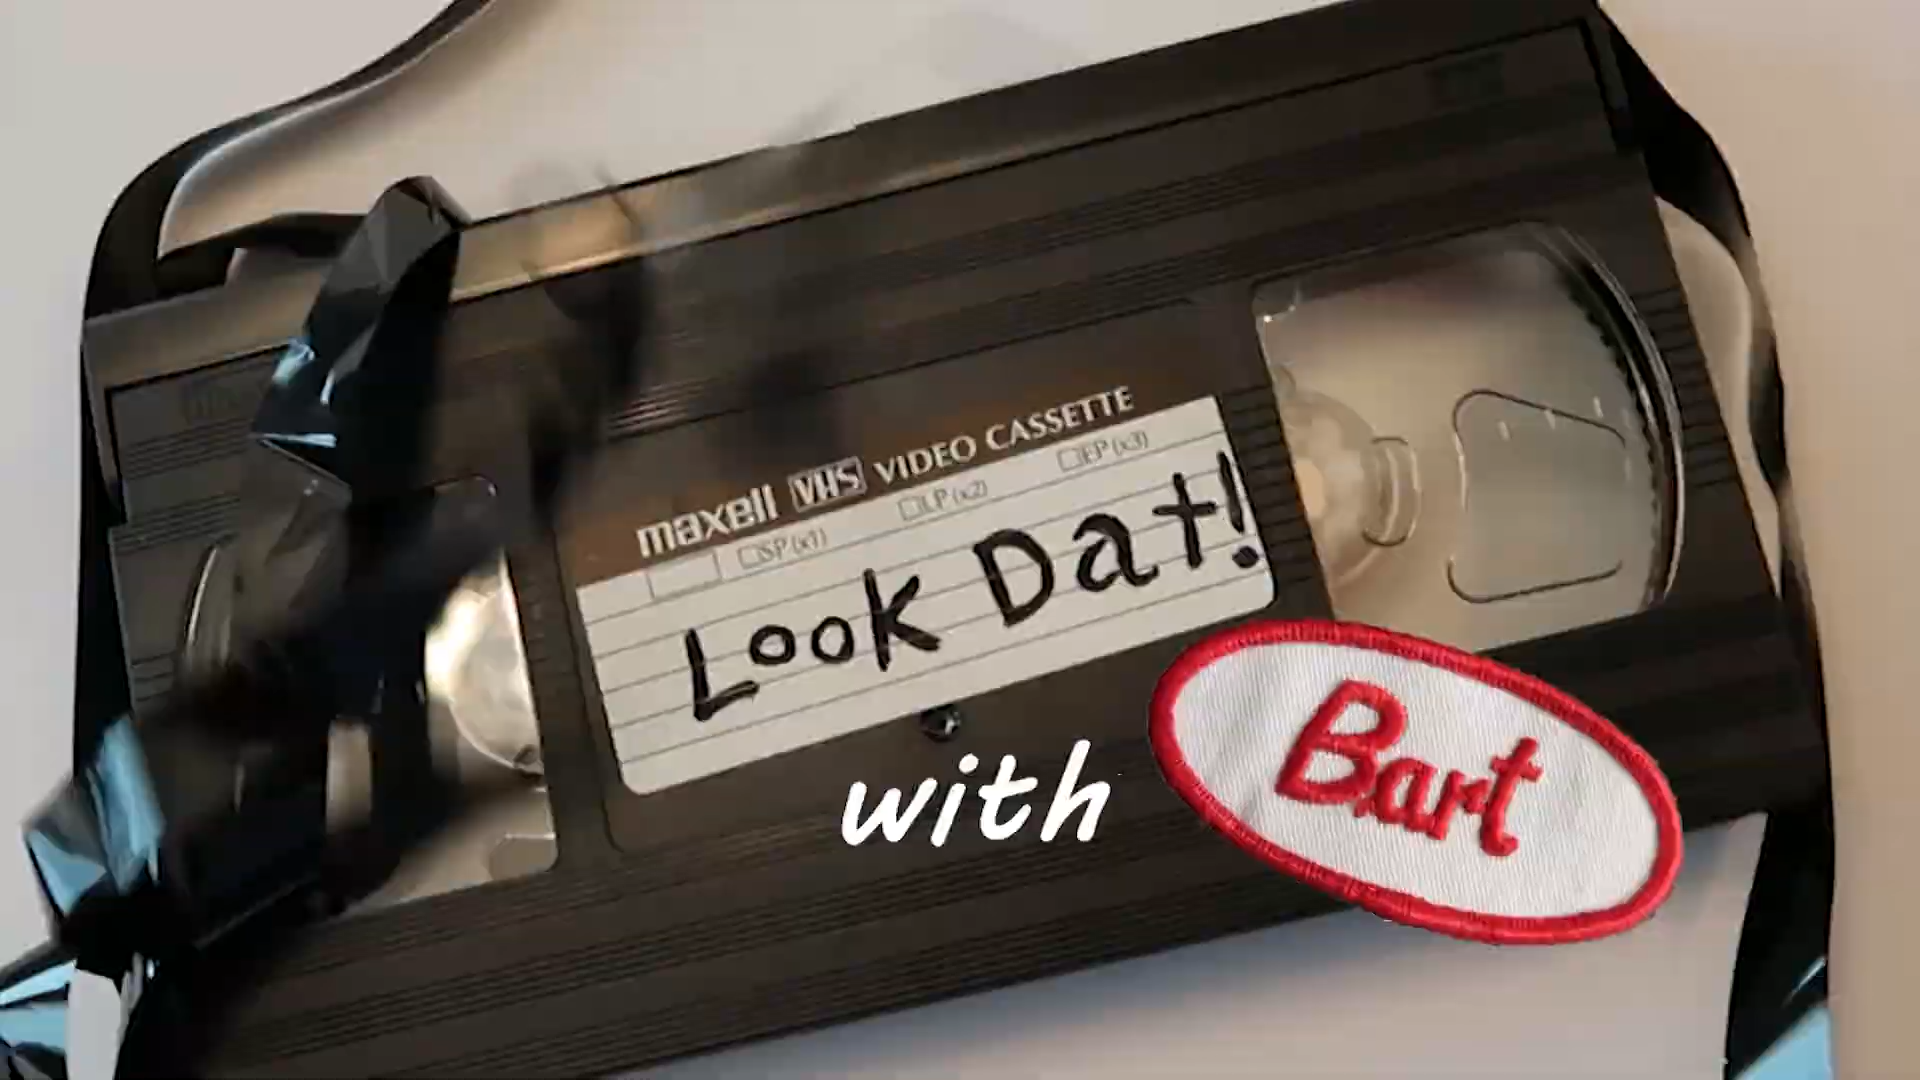 maxell VHS VIDEO CASSETTE
SP (x1) LP (x2) EP (x3)
Look Dat!
with
Bart